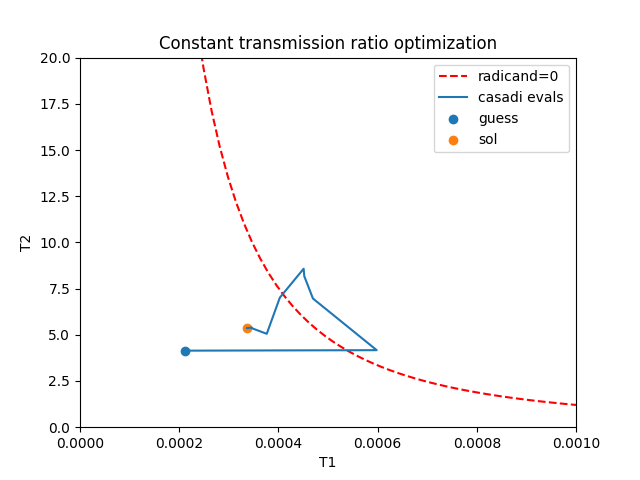 Constant transmission ratio optimization
20.0
17.5
15.0
12.5
10.0
7.5
5.0
2.5
0.0
T2
radicand=0
casadi evals
guess
sol
0.0000 0.0002 0.0004 0.0006 0.0008 0.0010
T1